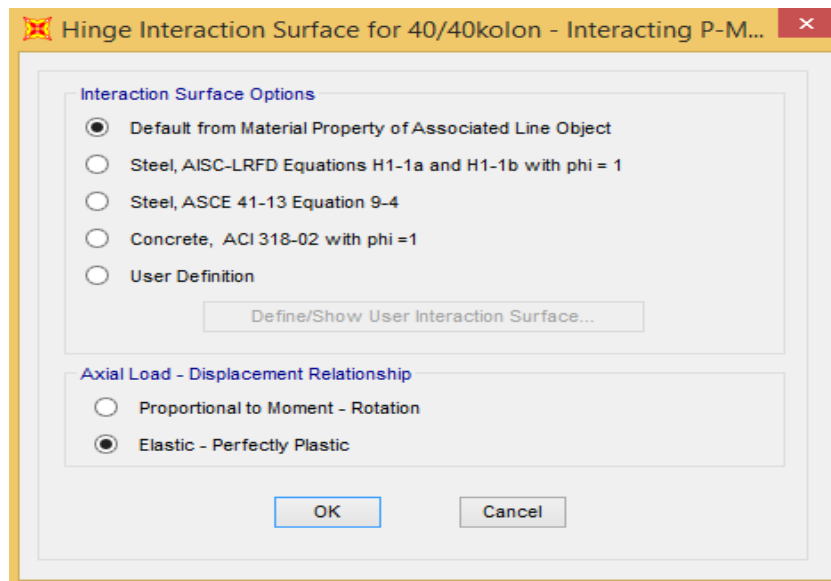 Hinge Interaction Surface for 40/40kolon - Interacting P-M...
Interaction Surface Options
Default from Material Property of Associated Line Object
Steel, AISC-LRFD Equations H1-1a and H1-1b with phi = 1
Steel, ASCE 41-13 Equation 9-4
Concrete, ACI 318-02 with phi =1
User Definition
Define/Show User Interaction Surface...
Axial Load - Displacement Relationship
Proportional to Moment - Rotation
Elastic - Perfectly Plastic
OK Cancel